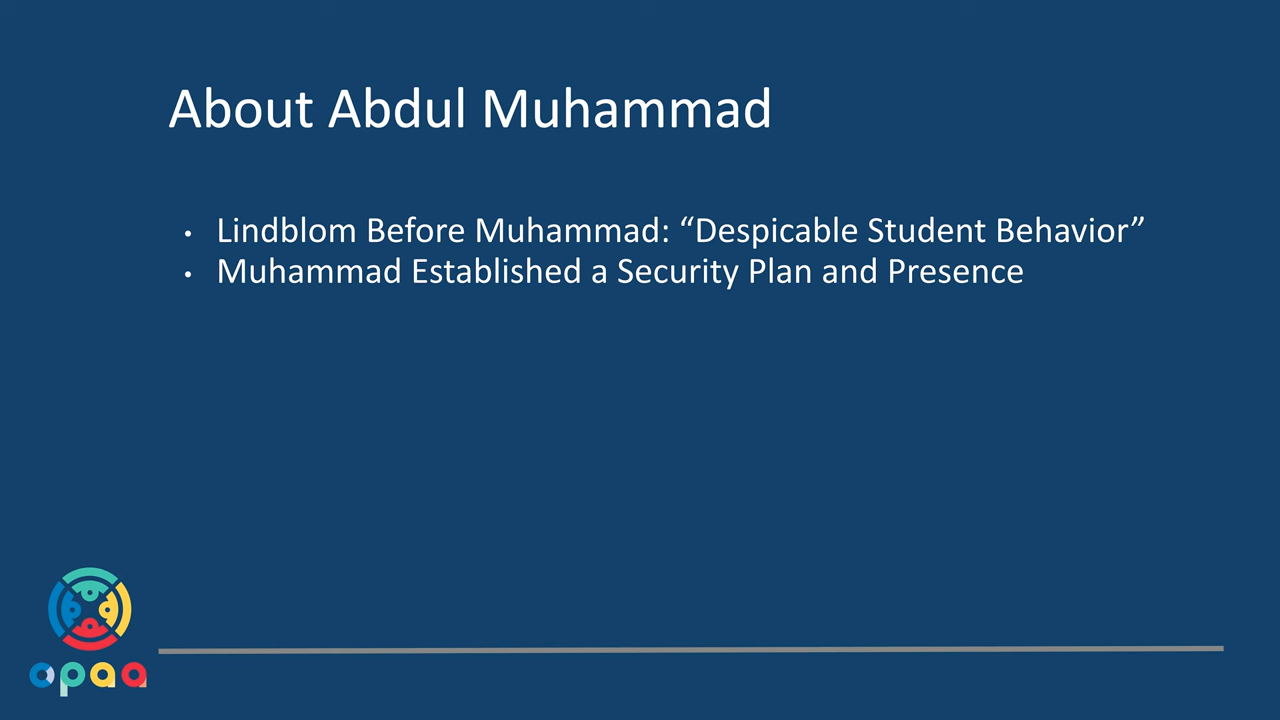 About Abdul Muhammad
• Lindblom Before Muhammad: “Despicable Student Behavior”
• Muhammad Established a Security Plan and Presence
opaa